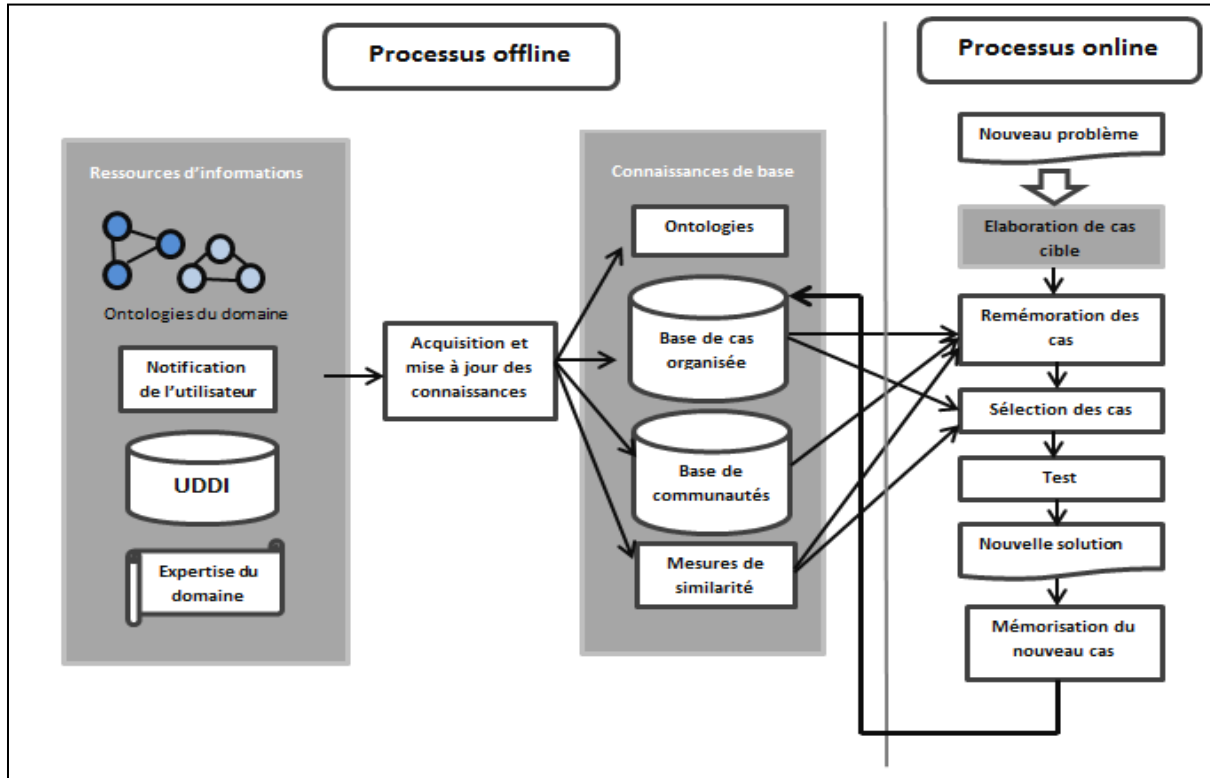 Processus offline
Processus online
Ressources d'informations
Ontologies du domaine
Notification
de l'utilisateur
UDDI
Expertise du
domaine
Acquisition et
mise à jour des
connaissances
Connaissances de base
Ontologies
Base de cas
organisée
Base de
communautés
Mesures de
similarité
Nouveau problème
Elaboration de cas
cible
Remémoration des
cas
Sélection des cas
Test
Nouvelle solution
Mémorisation du
nouveau cas